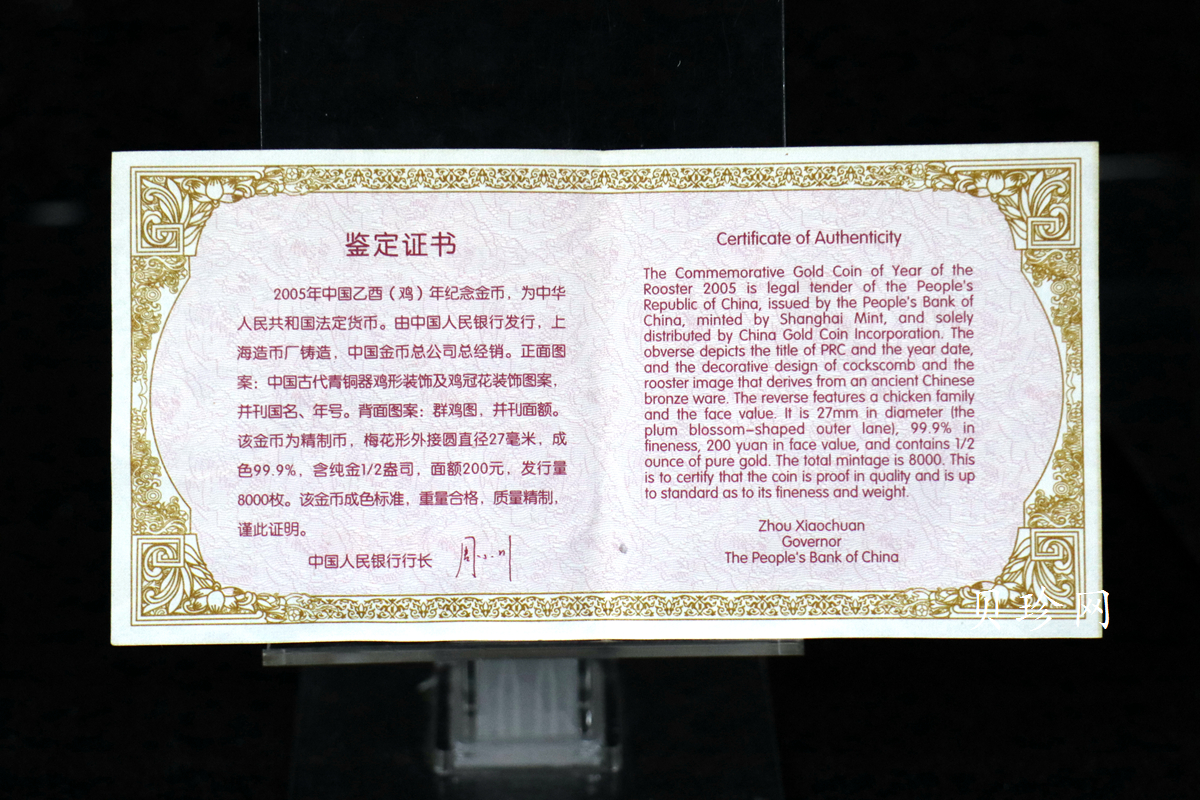 鉴定证书
2005年中国乙酉（鸡）年纪念金币，为中华
人民共和国法定货币。由中国人民银行发行，上
海造币厂铸造，中国金币总公司总经销。正面图
案：中国古代青铜器鸡形装饰及鸡冠花装饰图案，
并刊国名、年号。背面图案：群鸡图，并刊面额。
该金币为精制币，梅花形外接圆直径27毫米，成
色99.9%，含纯金1/2盎司，面额200元，发行量
8000枚。该金币成色标准，重量合格，质量精制，
谨此证明。
中国人民银行行长 周小川
Certificate of Authenticity
The Commemorative Gold Coin of Year of the
Rooster 2005 is legal tender of the People's
Republic of China, issued by the People's Bank of
China, minted by Shanghai Mint, and solely
distributed by China Gold Coin Incorporation. The
obverse depicts the title of PRC and the year date,
and the decorative design of cockscomb and the
rooster image that derives from an ancient Chinese
bronze ware. The reverse features a chicken family
and the face value. It is 27mm in diameter (the
plum blossom-shaped outer lane), 99.9% in
fineness, 200 yuan in face value, and contains 1/2
ounce of pure gold. The total mintage is 8000. This
is to certify that the coin is proof in quality and is up
to standard as to its fineness and weight.
Zhou Xiaochuan
Governor
The People's Bank of China
贝珍网